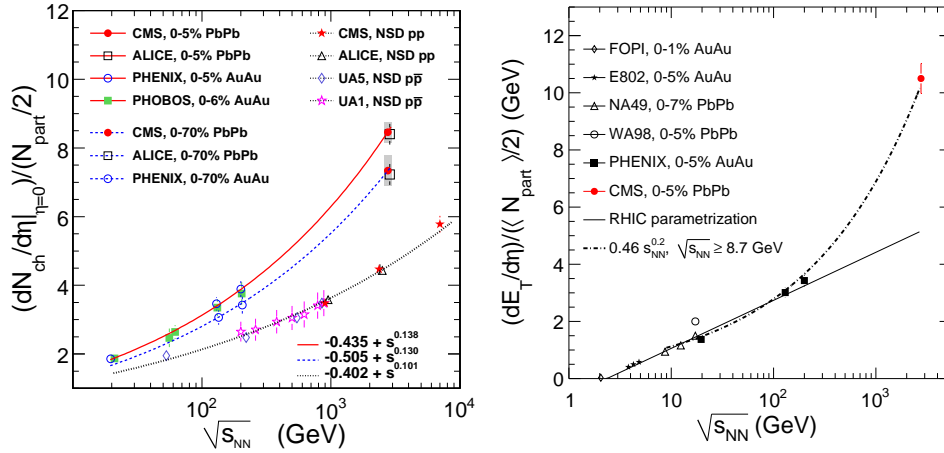 (dN_ch/dη|_η=0)/(N_part/2)
12
10
8
6
4
2
CMS, 0-5% PbPb
ALICE, 0-5% PbPb
PHENIX, 0-5% AuAu
PHOBOS, 0-6% AuAu
CMS, 0-70% PbPb
ALICE, 0-70% PbPb
PHENIX, 0-70% AuAu
CMS, NSD pp
ALICE, NSD pp
UA5, NSD pp̅
UA1, NSD pp̅
-0.435 + s^0.138
-0.505 + s^0.130
-0.402 + s^0.101
10^2 10^3 10^4
√s_NN (GeV)
(dE_T/dη)/(⟨ N_part ⟩/2) (GeV)
12
10
8
6
4
2
0
FOPI, 0-1% AuAu
E802, 0-5% AuAu
NA49, 0-7% PbPb
WA98, 0-5% PbPb
PHENIX, 0-5% AuAu
CMS, 0-5% PbPb
RHIC parametrization
0.46 s_NN^0.2, √s_NN ≥ 8.7 GeV
1 10 10^2 10^3
√s_NN (GeV)